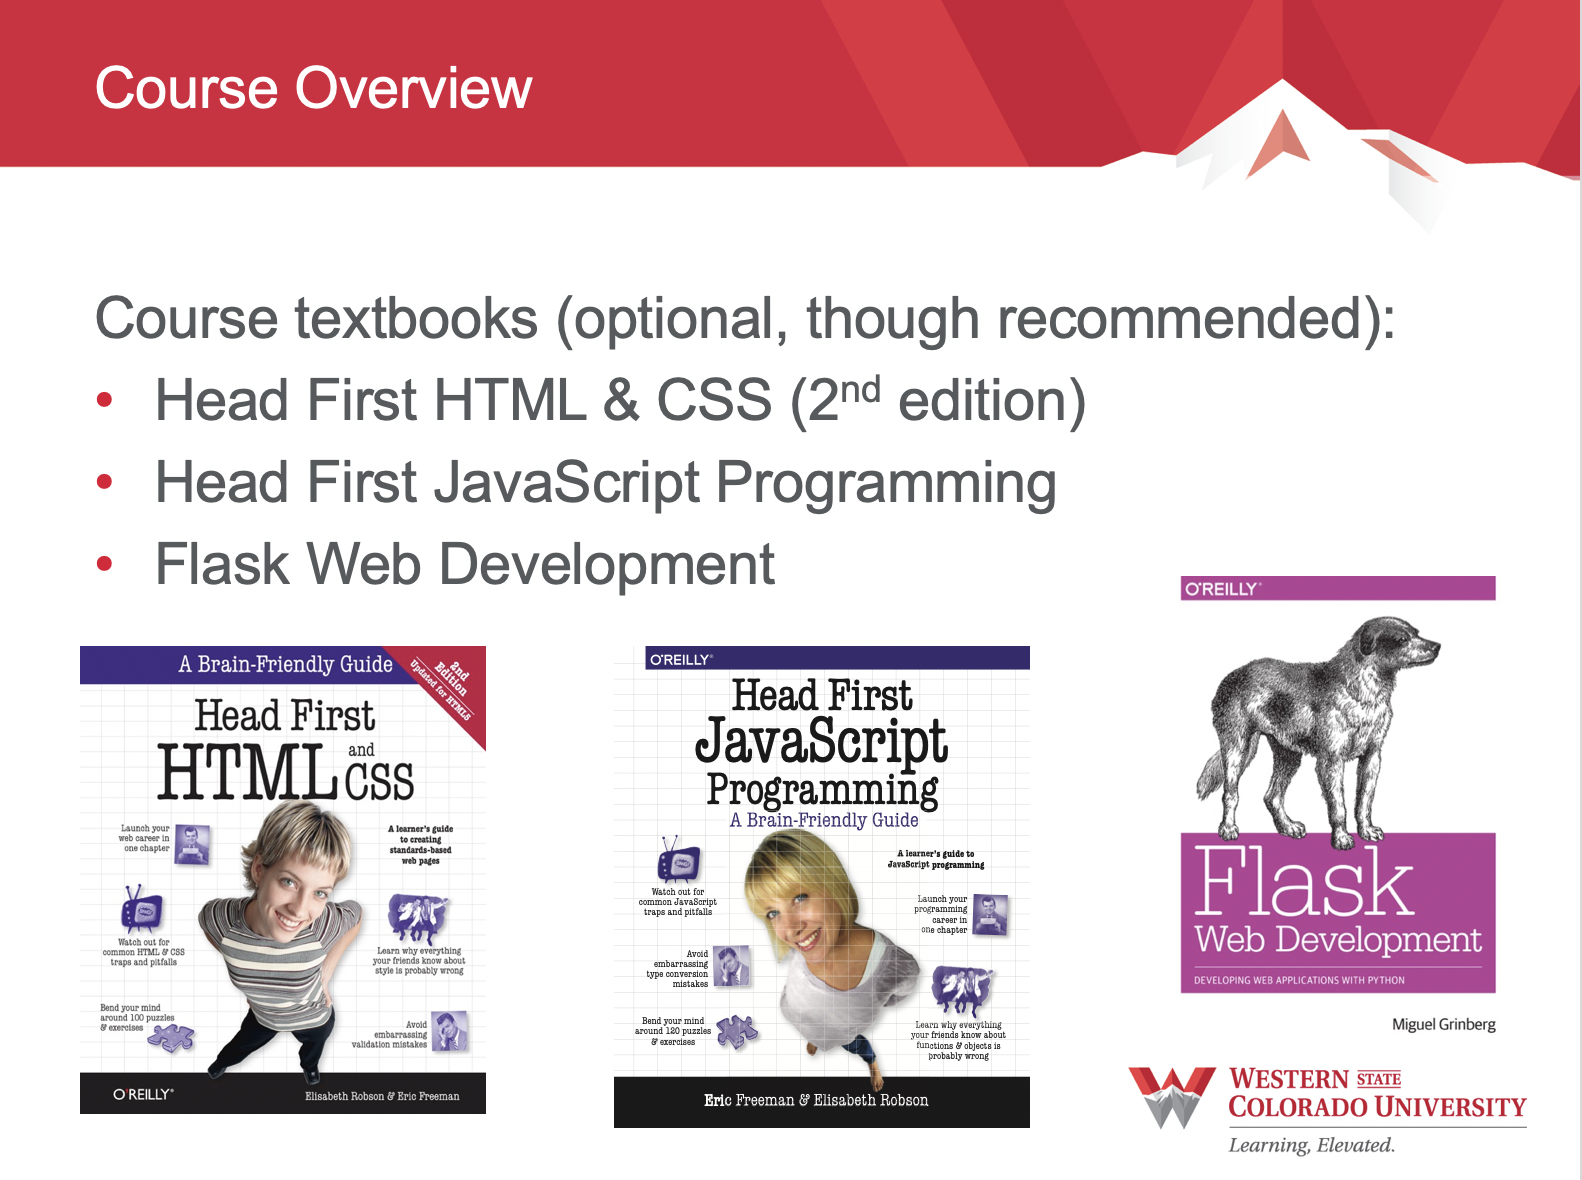 Course Overview
Course textbooks (optional, though recommended):
• Head First HTML & CSS (2nd edition)
• Head First JavaScript Programming
• Flask Web Development
A Brain-Friendly Guide
2nd
Edition
Updated for HTML5
Head First
HTML and CSS
Launch your
web career in
one chapter
A learner's guide
to creating
standards-based
web pages
Watch out for
common HTML & CSS
traps and pitfalls
Learn why everything
your friends know about
style is probably wrong
Bend your mind
around 100 puzzles
& exercises
Avoid
embarrassing
validation mistakes
O'REILLY®
Elisabeth Robson & Eric Freeman
O'REILLY®
Head First
JavaScript
Programming
A Brain-Friendly Guide
A learner's guide to
JavaScript programming
Watch out for
common JavaScript
traps and pitfalls
Launch your
programming
career in
one chapter
Avoid
embarrassing
type conversion
mistakes
Bend your mind
around 120 puzzles
& exercises
Learn why everything
your friends know about
functions & objects is
probably wrong
Eric Freeman & Elisabeth Robson
O'REILLY®
Flask
Web Development
DEVELOPING WEB APPLICATIONS WITH PYTHON
Miguel Grinberg
WESTERN STATE
COLORADO UNIVERSITY
Learning, Elevated.